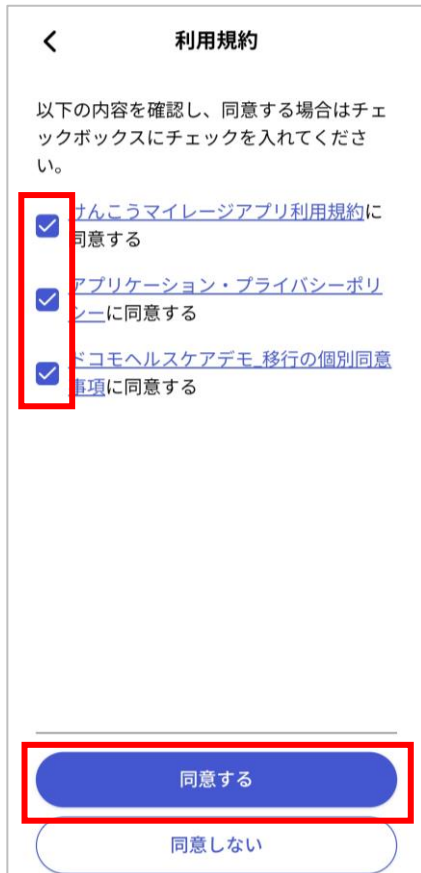 利用規約
以下の内容を確認し、同意する場合はチェ
ックボックスにチェックを入れてくださ
い。
けんこうマイレージアプリ利用規約に
同意する
アプリケーション・プライバシーポリ
シーに同意する
ドコモヘルスケアデモ_移行の個別同意
事項に同意する
同意する
同意しない